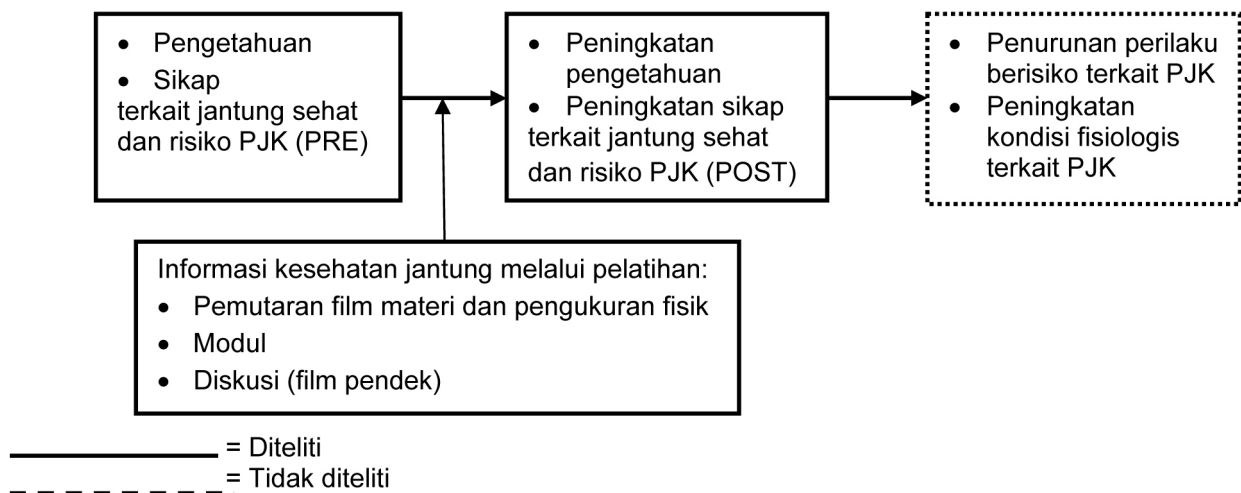 • Pengetahuan
• Sikap
terkait jantung sehat
dan risiko PJK (PRE)
• Peningkatan
pengetahuan
• Peningkatan sikap
terkait jantung sehat
dan risiko PJK (POST)
• Penurunan perilaku
berisiko terkait PJK
• Peningkatan
kondisi fisiologis
terkait PJK
Informasi kesehatan jantung melalui pelatihan:
• Pemutaran film materi dan pengukuran fisik
• Modul
• Diskusi (film pendek)
= Diteliti
= Tidak diteliti